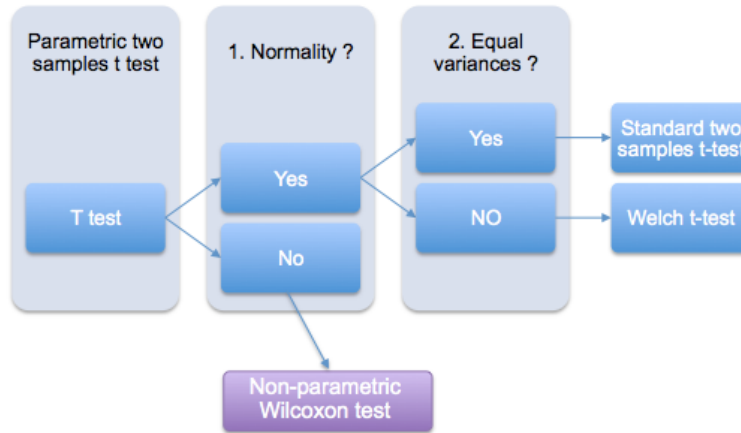 Parametric two
samples t test
1. Normality ?
2. Equal
variances ?
T test
Yes
No
Yes
NO
Standard two
samples t-test
Welch t-test
Non-parametric
Wilcoxon test